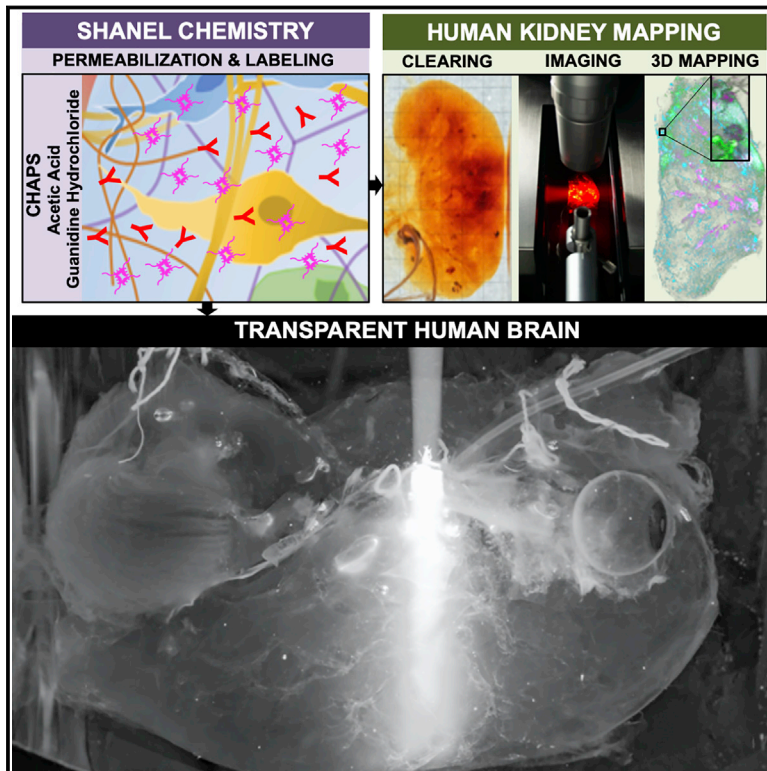 SHANEL CHEMISTRY
PERMEABILIZATION & LABELING
CHAPS
Acetic Acid
Guanidine Hydrochloride
HUMAN KIDNEY MAPPING
CLEARING
IMAGING
3D MAPPING
TRANSPARENT HUMAN BRAIN